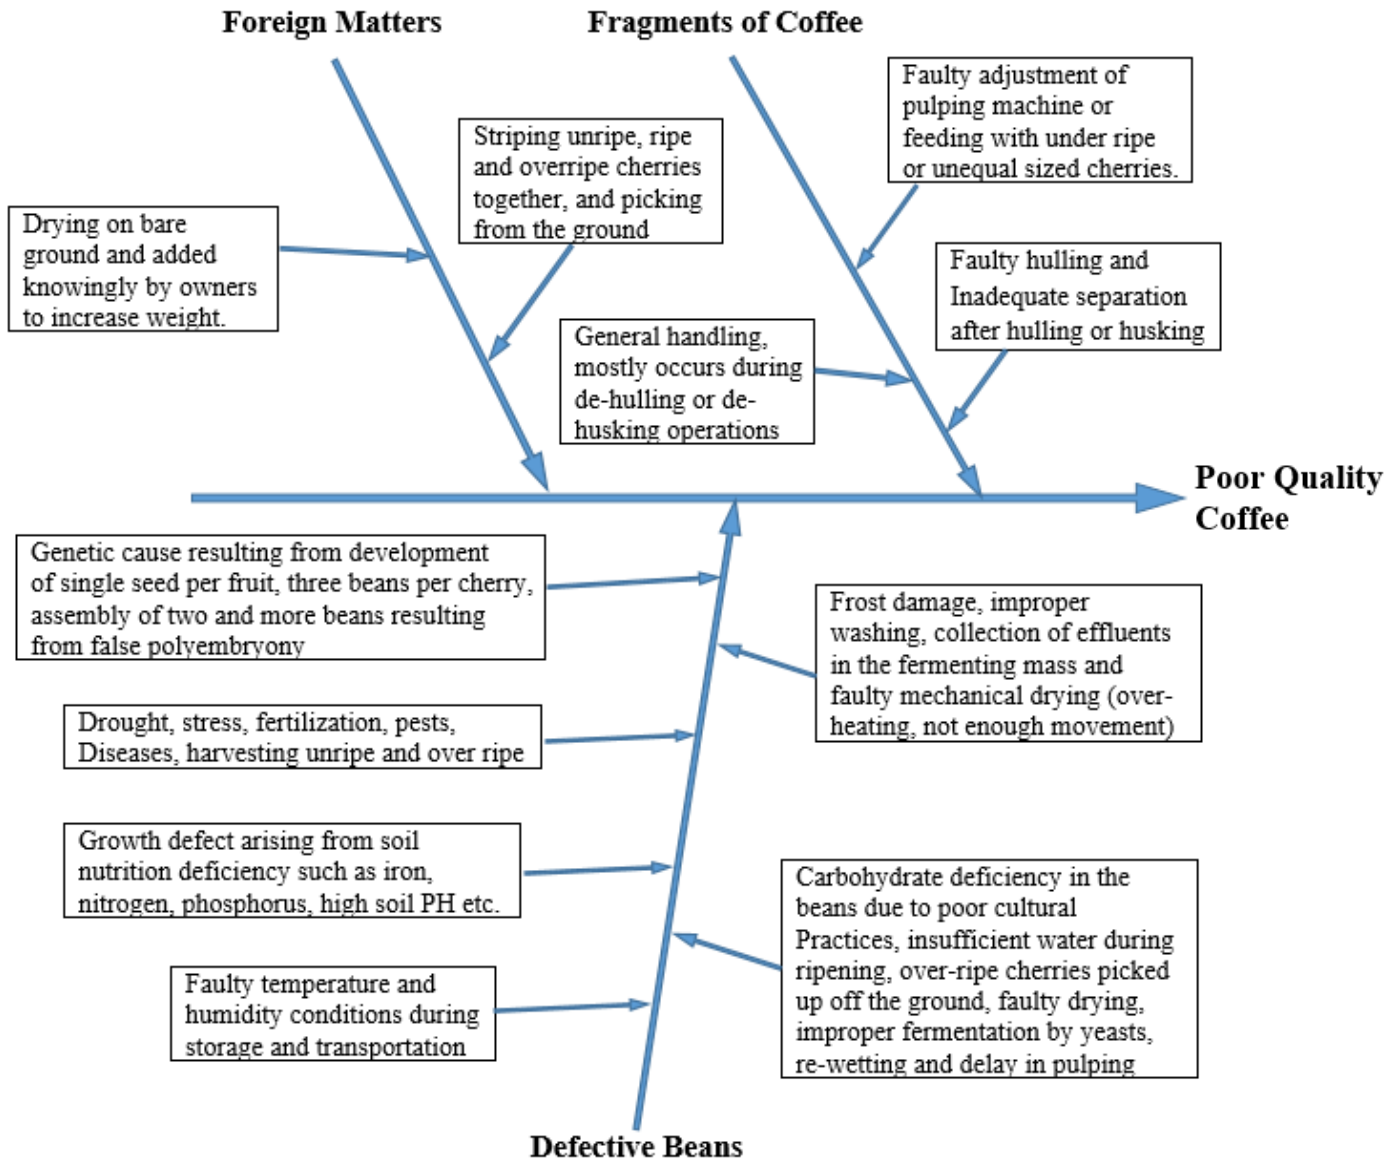 Foreign Matters
Fragments of Coffee
Faulty adjustment of
pulping machine or
feeding with under ripe
or unequal sized cherries.
Striping unripe, ripe
and overripe cherries
together, and picking
from the ground
Drying on bare
ground and added
knowingly by owners
to increase weight.
Faulty hulling and
Inadequate separation
after hulling or husking
General handling,
mostly occurs during
de-hulling or de-
husking operations
Poor Quality
Coffee
Genetic cause resulting from development
of single seed per fruit, three beans per cherry,
assembly of two and more beans resulting
from false polyembryony
Frost damage, improper
washing, collection of effluents
in the fermenting mass and
faulty mechanical drying (over-
heating, not enough movement)
Drought, stress, fertilization, pests,
Diseases, harvesting unripe and over ripe
Growth defect arising from soil
nutrition deficiency such as iron,
nitrogen, phosphorus, high soil PH etc.
Carbohydrate deficiency in the
beans due to poor cultural
Practices, insufficient water during
ripening, over-ripe cherries picked
up off the ground, faulty drying,
improper fermentation by yeasts,
re-wetting and delay in pulping
Faulty temperature and
humidity conditions during
storage and transportation
Defective Beans